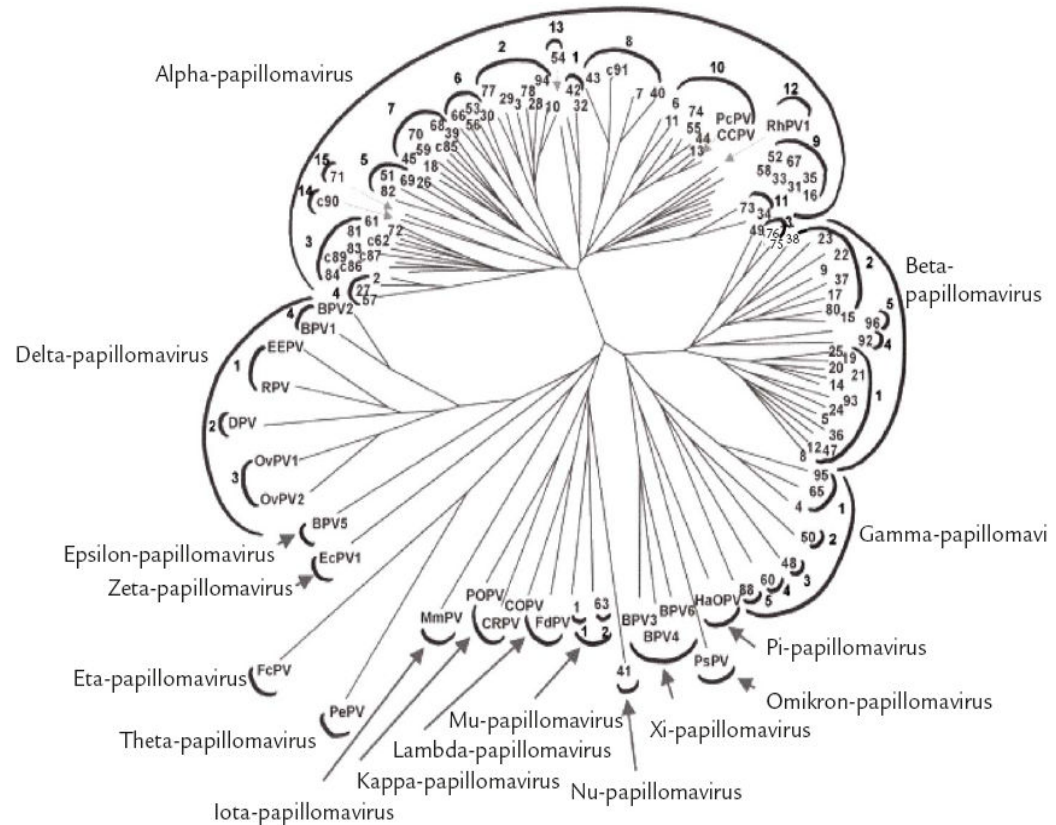 Alpha-papillomavirus
13
54
2
1
8
94
42
32
43
c91
7
40
10
6
11
74
55
44
13
PcPV
CCPV
12
RhPV1
9
52
67
58
33
31
35
16
11
73
34
6
77
29
3
78
28
10
53
66
30
56
7
70
68
39
59
c85
45
18
5
51
69
26
82
15
71
14
c90
3
61
81
72
c62
83
c89
c87
c86
84
4
2
27
57
Beta-
papillomavirus
49
76
75
38
3
23
22
2
9
37
17
80
15
5
96
92
4
25
19
20
21
14
93
1
24
5
36
12
47
8
Gamma-papillomavi
95
65
4
1
50
2
48
3
60
4
88
5
Delta-papillomavirus
4
BPV2
BPV1
1
EEPV
RPV
2
DPV
3
OvPV1
OvPV2
BPV5
Epsilon-papillomavirus
EcPV1
Zeta-papillomavirus
FcPV
Eta-papillomavirus
PePV
Theta-papillomavirus
MmPV
Iota-papillomavirus
POPV
CRPV
Kappa-papillomavirus
COPV
FdPV
Lambda-papillomavirus
1
63
1
2
Mu-papillomavirus
41
Nu-papillomavirus
BPV3
BPV6
BPV4
Xi-papillomavirus
PsPV
Omikron-papillomavirus
HaOPV
Pi-papillomavirus